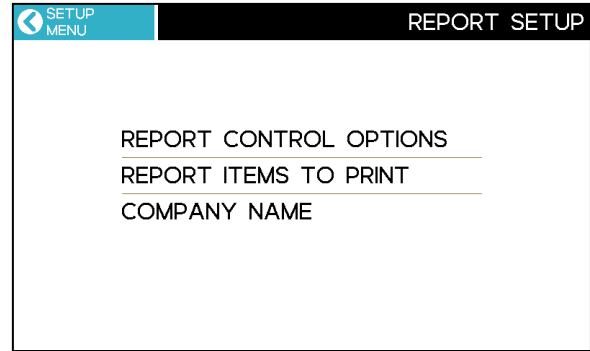 SETUP
MENU
REPORT SETUP
REPORT CONTROL OPTIONS
REPORT ITEMS TO PRINT
COMPANY NAME